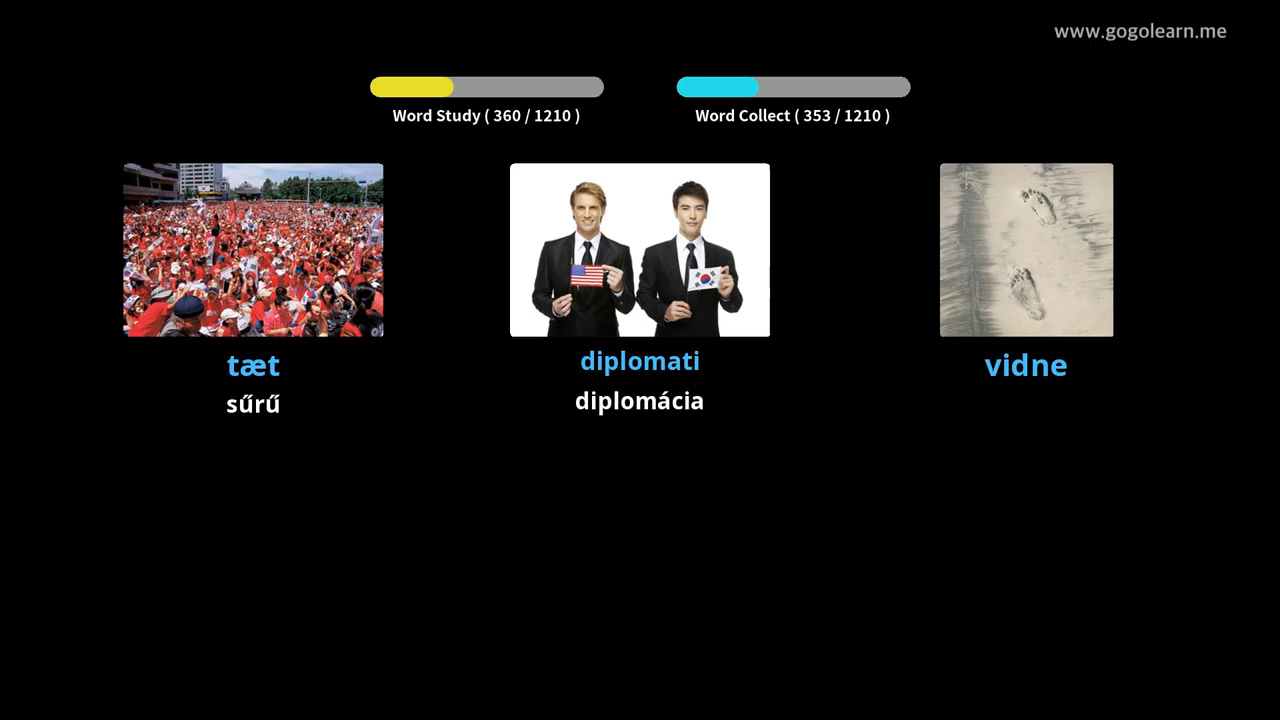 www.gogolearn.me
Word Study ( 360 / 1210 )
Word Collect ( 353 / 1210 )
tæt
sűrű
diplomati
diplomácia
vidne